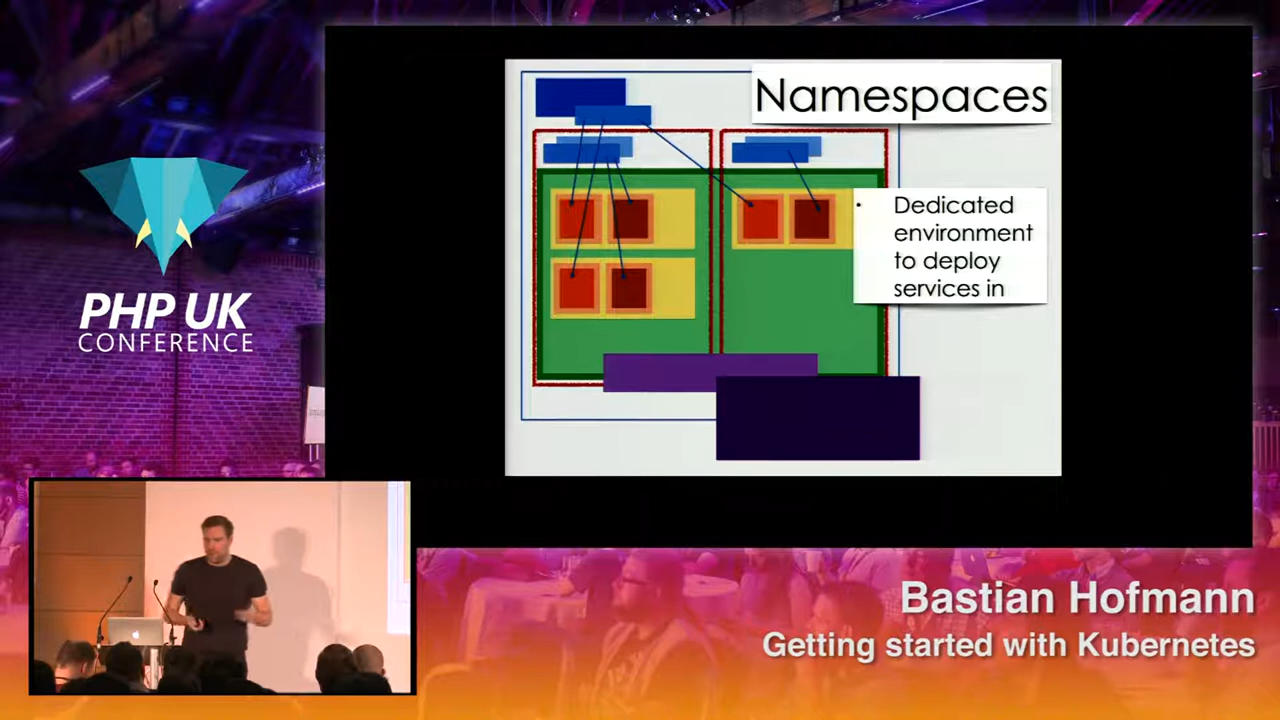 Namespaces
• Dedicated
environment
to deploy
services in
PHP UK
CONFERENCE
Bastian Hofmann
Getting started with Kubernetes